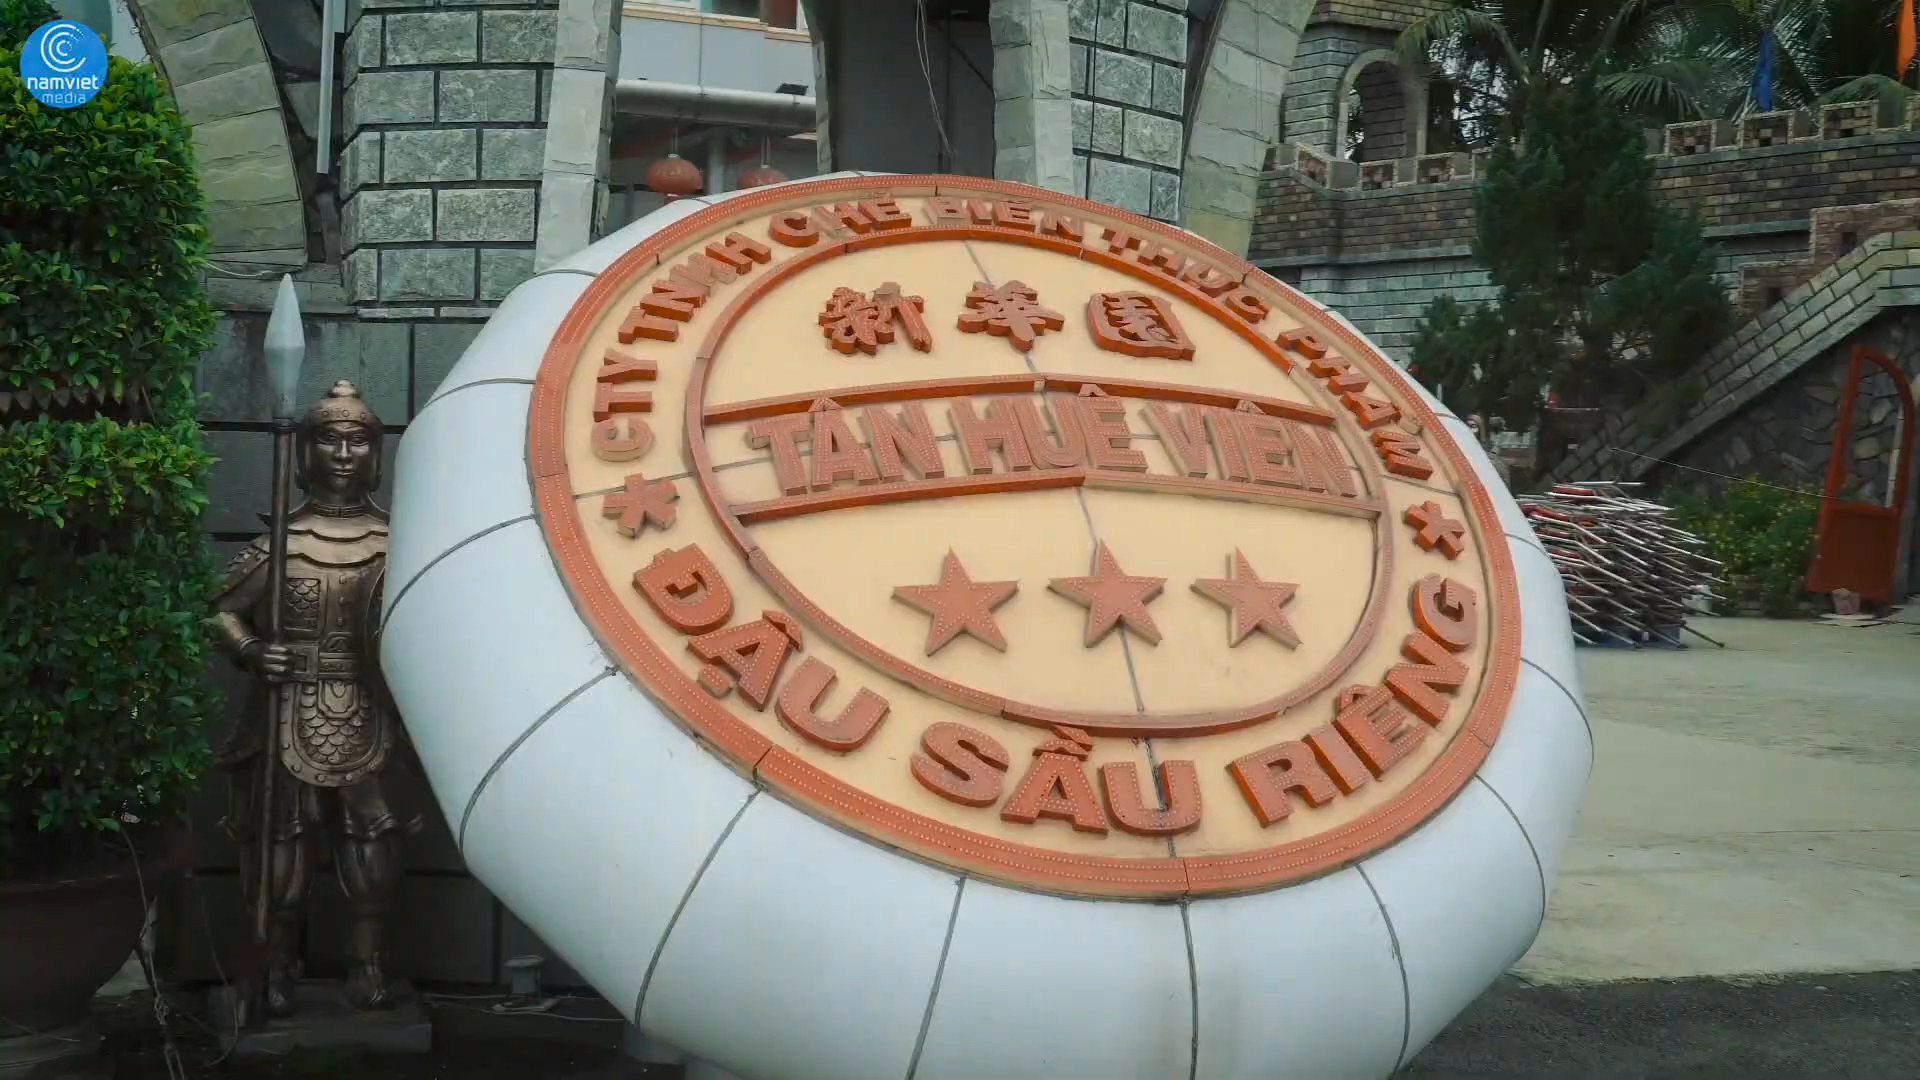 namviet
media
CTY TNHH CHẾ BIẾN THỰC PHẨM
新華園
TÂN HUÊ VIÊN
ĐẬU SẦU RIÊNG